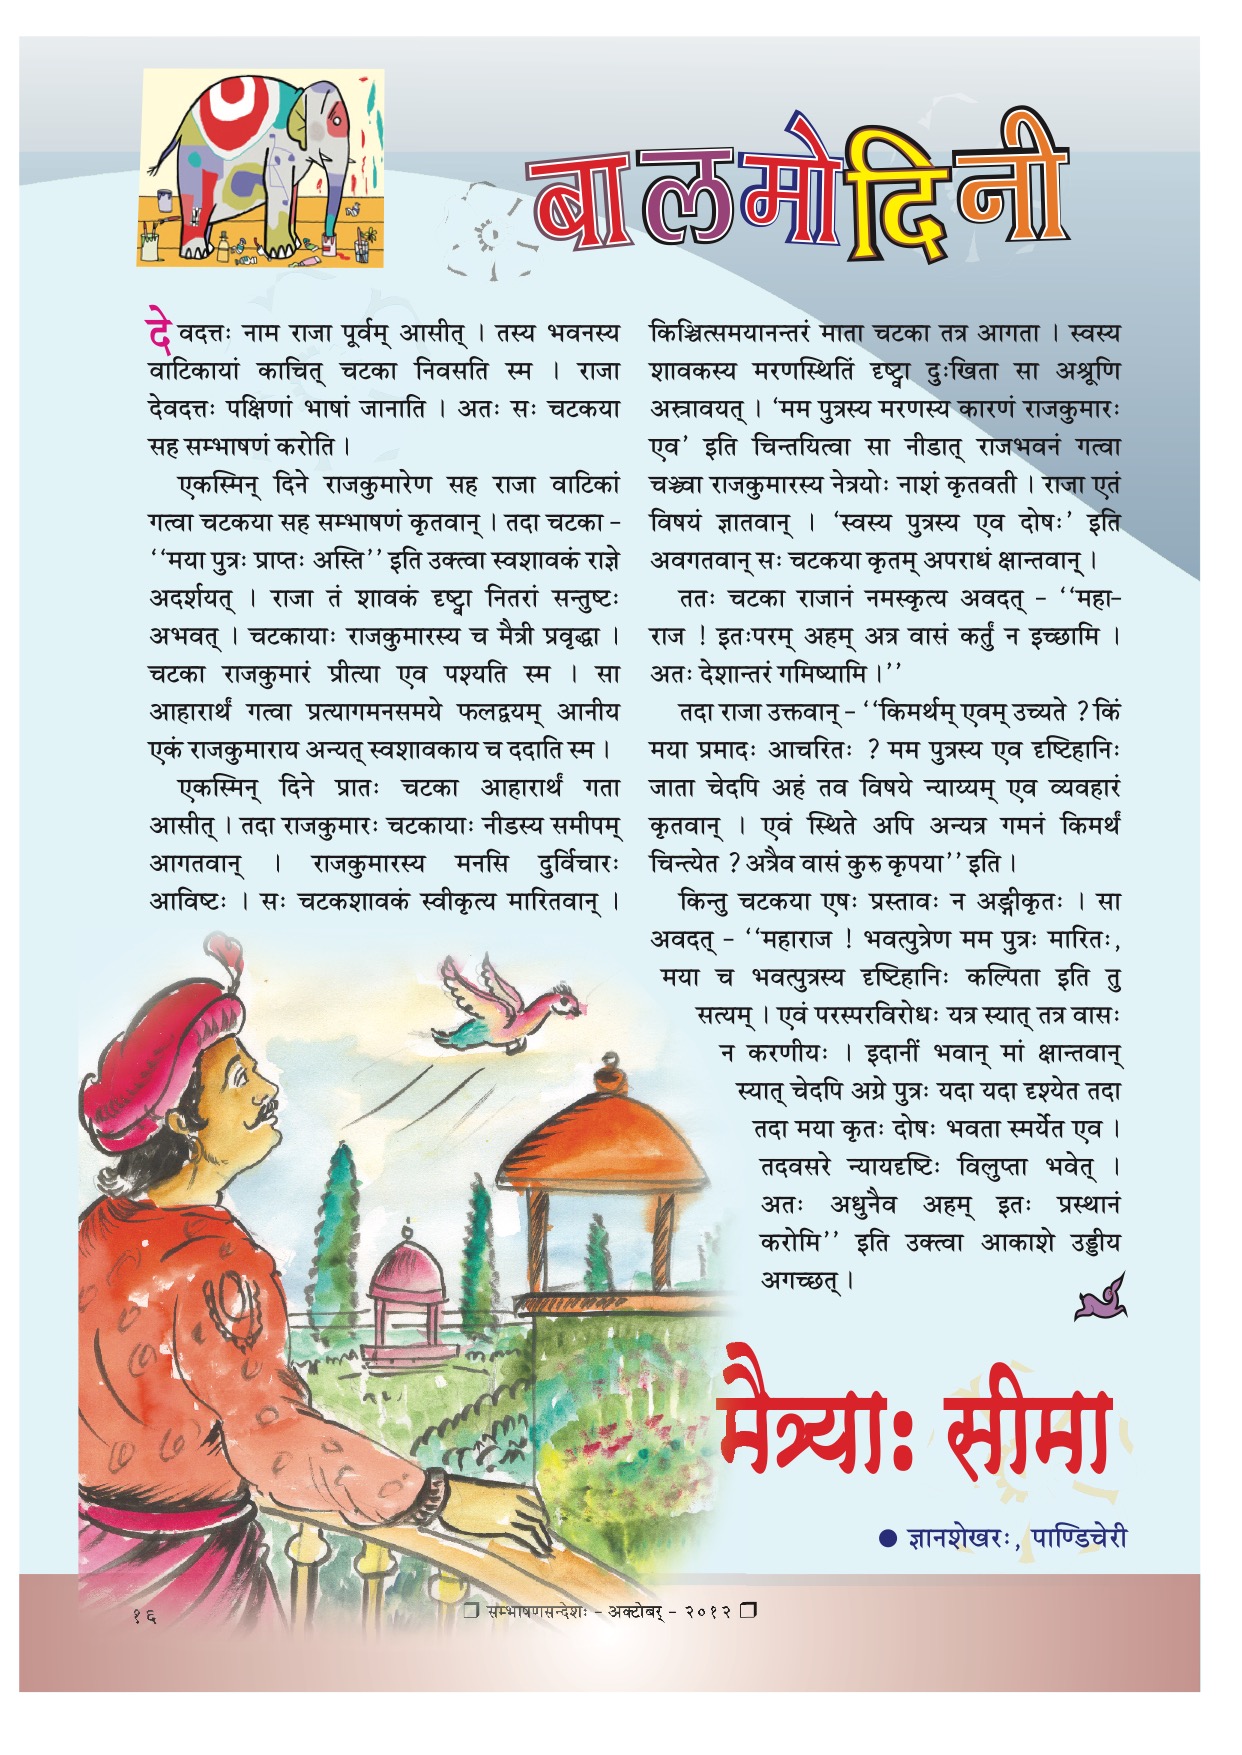 बालमोदिनी
देवदत्तः नाम राजा पूर्वम् आसीत् । तस्य भवनस्य
वाटिकायां काचित् चटका निवसति स्म । राजा
देवदत्तः पक्षिणां भाषां जानाति । अतः सः चटकया
सह सम्भाषणं करोति ।
एकस्मिन् दिने राजकुमारेण सह राजा वाटिकां
गत्वा चटकया सह सम्भाषणं कृतवान् । तदा चटका –
‘‘मया पुत्रः प्राप्तः अस्ति’’ इति उक्त्वा स्वशावकं राज्ञे
अदर्शयत् । राजा तं शावकं दृष्ट्वा नितरां सन्तुष्टः
अभवत् । चटकायाः राजकुमारस्य च मैत्री प्रवृद्धा ।
चटका राजकुमारं प्रीत्या एव पश्यति स्म । सा
आहारार्थं गत्वा प्रत्यागमनसमये फलद्वयम् आनीय
एकं राजकुमाराय अन्यत् स्वशावकाय च ददाति स्म ।
एकस्मिन् दिने प्रातः चटका आहारार्थं गता
आसीत् । तदा राजकुमारः चटकायाः नीडस्य समीपम्
आगतवान् । राजकुमारस्य मनसि दुर्विचारः
आविष्टः । सः चटकशावकं स्वीकृत्य मारितवान् ।
किञ्चित्समयानन्तरं माता चटका तत्र आगता । स्वस्य
शावकस्य मरणस्थितिं दृष्ट्वा दुःखिता सा अश्रूणि
अस्रावयत् । ‘मम पुत्रस्य मरणस्य कारणं राजकुमारः
एव’ इति चिन्तयित्वा सा नीडात् राजभवनं गत्वा
चञ्च्वा राजकुमारस्य नेत्रयोः नाशं कृतवती । राजा एतं
विषयं ज्ञातवान् । ‘स्वस्य पुत्रस्य एव दोषः’ इति
अवगतवान् सः चटकया कृतम् अपराधं क्षान्तवान् ।
ततः चटका राजानं नमस्कृत्य अवदत् – ‘‘महा–
राज ! इतःपरम् अहम् अत्र वासं कर्तुं न इच्छामि ।
अतः देशान्तरं गमिष्यामि ।’’
तदा राजा उक्तवान् – ‘‘किमर्थम् एवम् उच्यते ? किं
मया प्रमादः आचरितः ? मम पुत्रस्य एव दृष्टिहानिः
जाता चेदपि अहं तव विषये न्याय्यम् एव व्यवहारं
कृतवान् । एवं स्थिते अपि अन्यत्र गमनं किमर्थं
चिन्त्येत ? अत्रैव वासं कुरु कृपया’’ इति ।
किन्तु चटकया एषः प्रस्तावः न अङ्गीकृतः । सा
अवदत् – ‘‘महाराज ! भवत्पुत्रेण मम पुत्रः मारितः,
मया च भवत्पुत्रस्य दृष्टिहानिः कल्पिता इति तु
सत्यम् । एवं परस्परविरोधः यत्र स्यात् तत्र वासः
न करणीयः । इदानीं भवान् मां क्षान्तवान्
स्यात् चेदपि अग्रे पुत्रः यदा यदा दृश्येत तदा
तदा मया कृतः दोषः भवता स्मर्येत एव ।
तदवसरे न्यायदृष्टिः विलुप्ता भवेत् ।
अतः अधुनैव अहम् इतः प्रस्थानं
करोमि’’ इति उक्त्वा आकाशे उड्डीय
अगच्छत् ।
मैत्र्याः सीमा
● ज्ञानशेखरः, पाण्डिचेरी
१६
❒ सम्भाषणसन्देशः – अक्टोबर् – २०१२ ❒